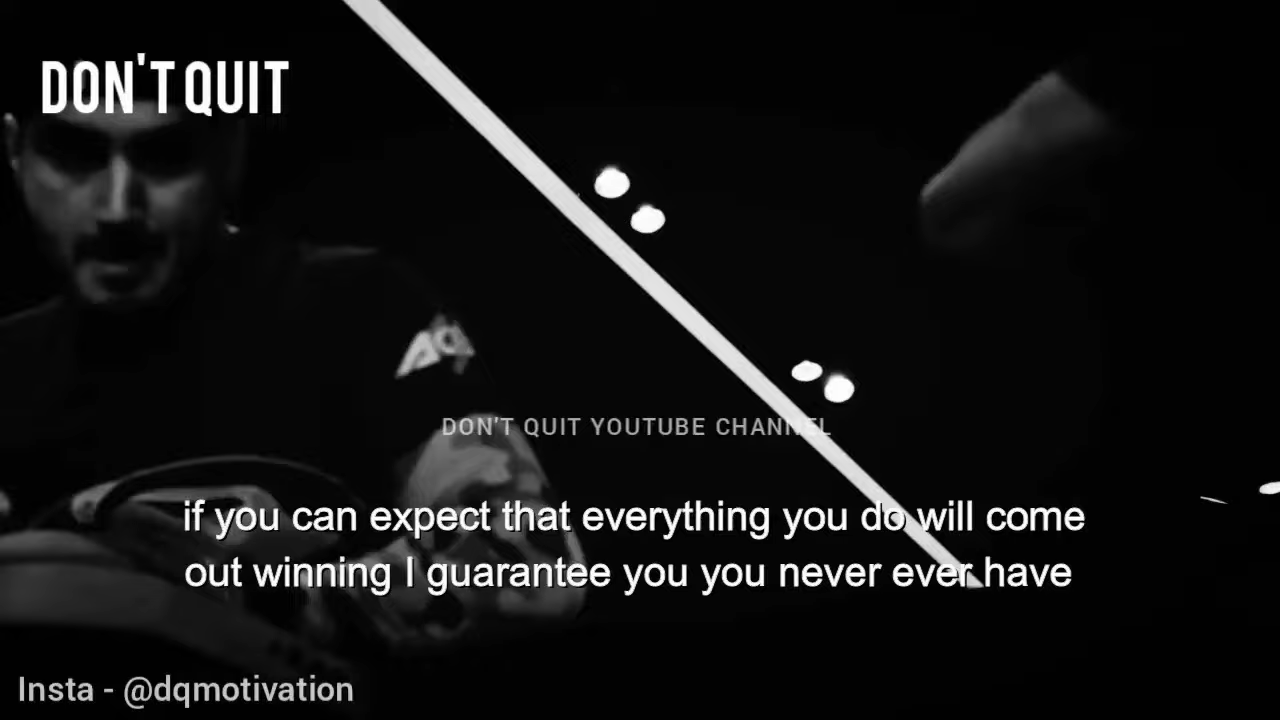 DON'T QUIT
DON'T QUIT YOUTUBE CHANNEL
if you can expect that everything you do will come
out winning I guarantee you you never ever have
Insta - @dqmotivation